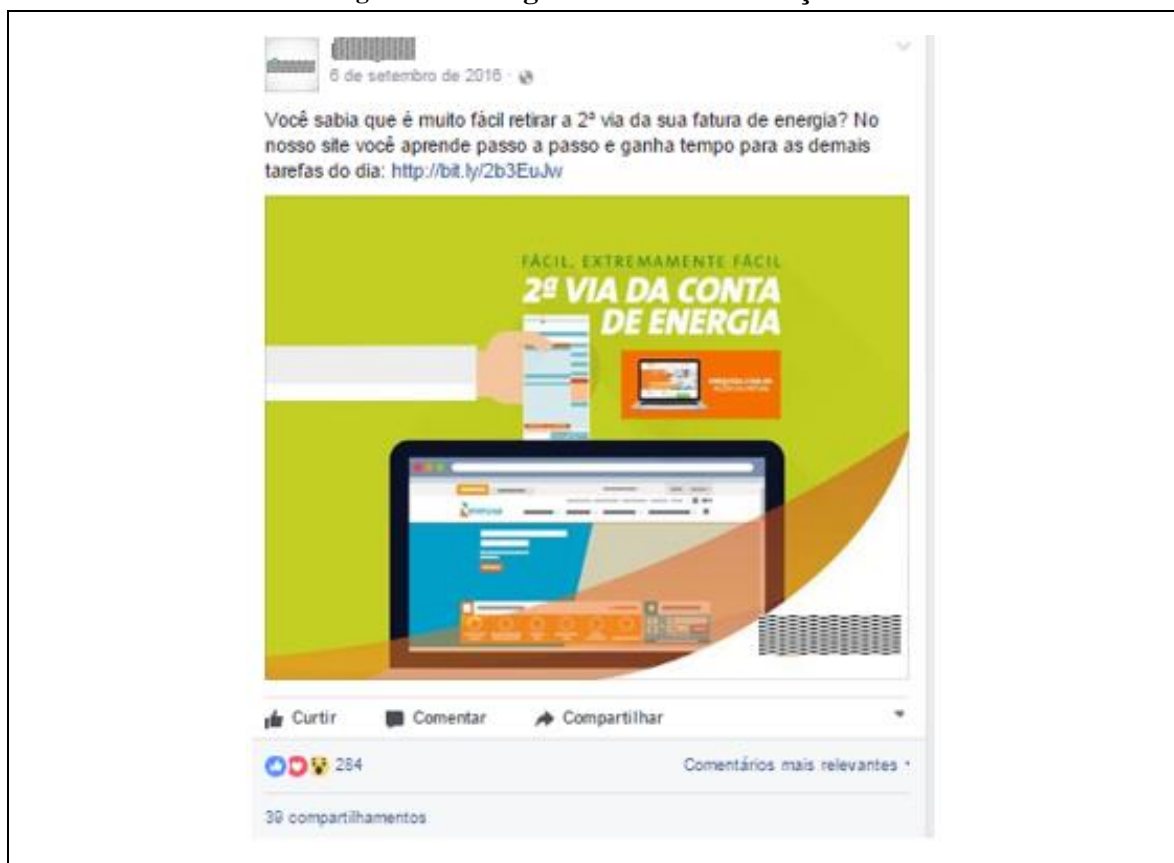 6 de setembro de 2016
Você sabia que é muito fácil retirar a 2ª via da sua fatura de energia? No
nosso site você aprende passo a passo e ganha tempo para as demais
tarefas do dia: http://bit.ly/2b3EuJw
FÁCIL, EXTREMAMENTE FÁCIL
2ª VIA DA CONTA
DE ENERGIA
Curtir Comentar Compartilhar
284 Comentários mais relevantes
39 compartilhamentos